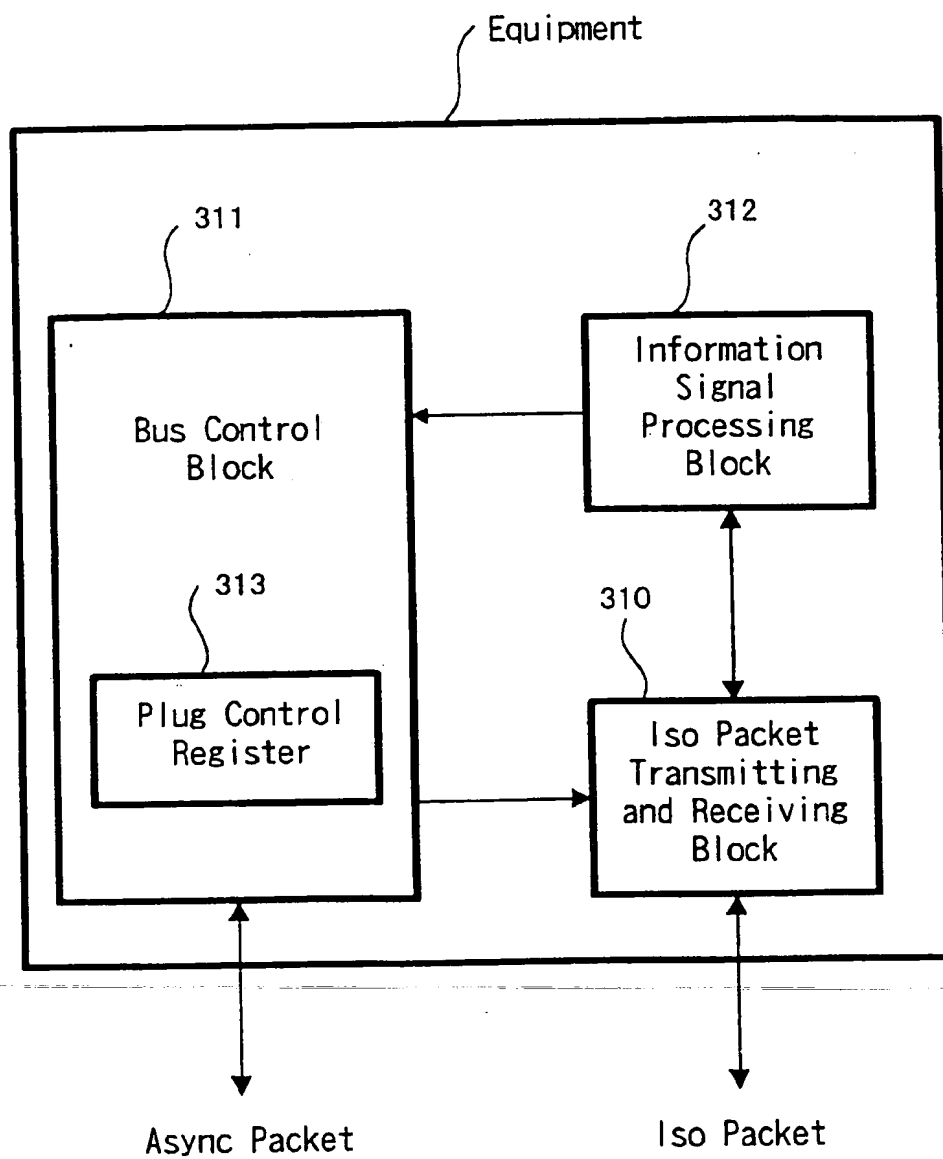 Equipment
311
312
Information
Signal
Processing
Block
Bus Control
Block
313
310
Plug Control
Register
Iso Packet
Transmitting
and Receiving
Block
Async Packet
Iso Packet